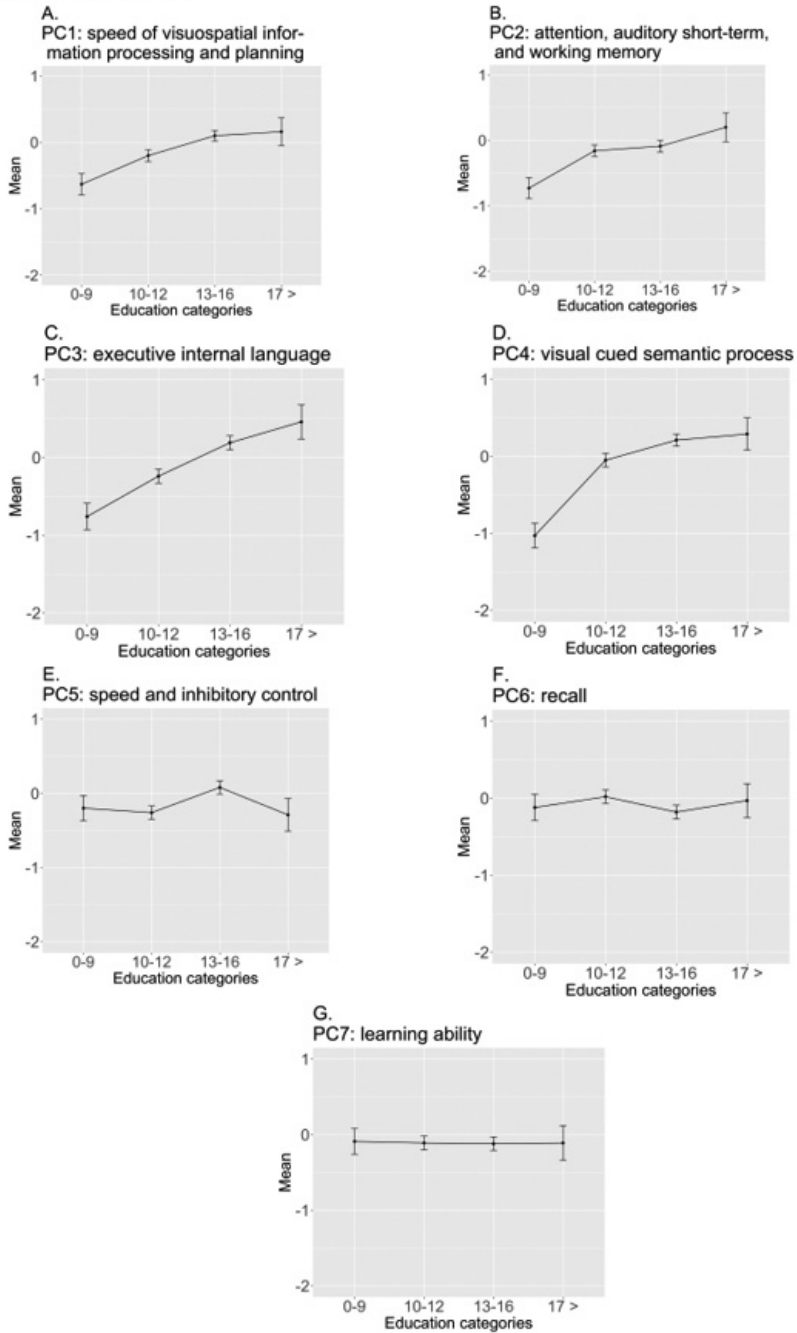 A.
PC1: speed of visuospatial infor-
mation processing and planning
1
0
-1
-2
Mean
0-9 10-12 13-16 17 >
Education categories
B.
PC2: attention, auditory short-term,
and working memory
1
0
-1
-2
Mean
0-9 10-12 13-16 17 >
Education categories
C.
PC3: executive internal language
1
0
-1
-2
Mean
0-9 10-12 13-16 17 >
Education categories
D.
PC4: visual cued semantic process
1
0
-1
-2
Mean
0-9 10-12 13-16 17 >
Education categories
E.
PC5: speed and inhibitory control
1
0
-1
-2
Mean
0-9 10-12 13-16 17 >
Education categories
F.
PC6: recall
1
0
-1
-2
Mean
0-9 10-12 13-16 17 >
Education categories
G.
PC7: learning ability
1
0
-1
-2
Mean
0-9 10-12 13-16 17 >
Education categories